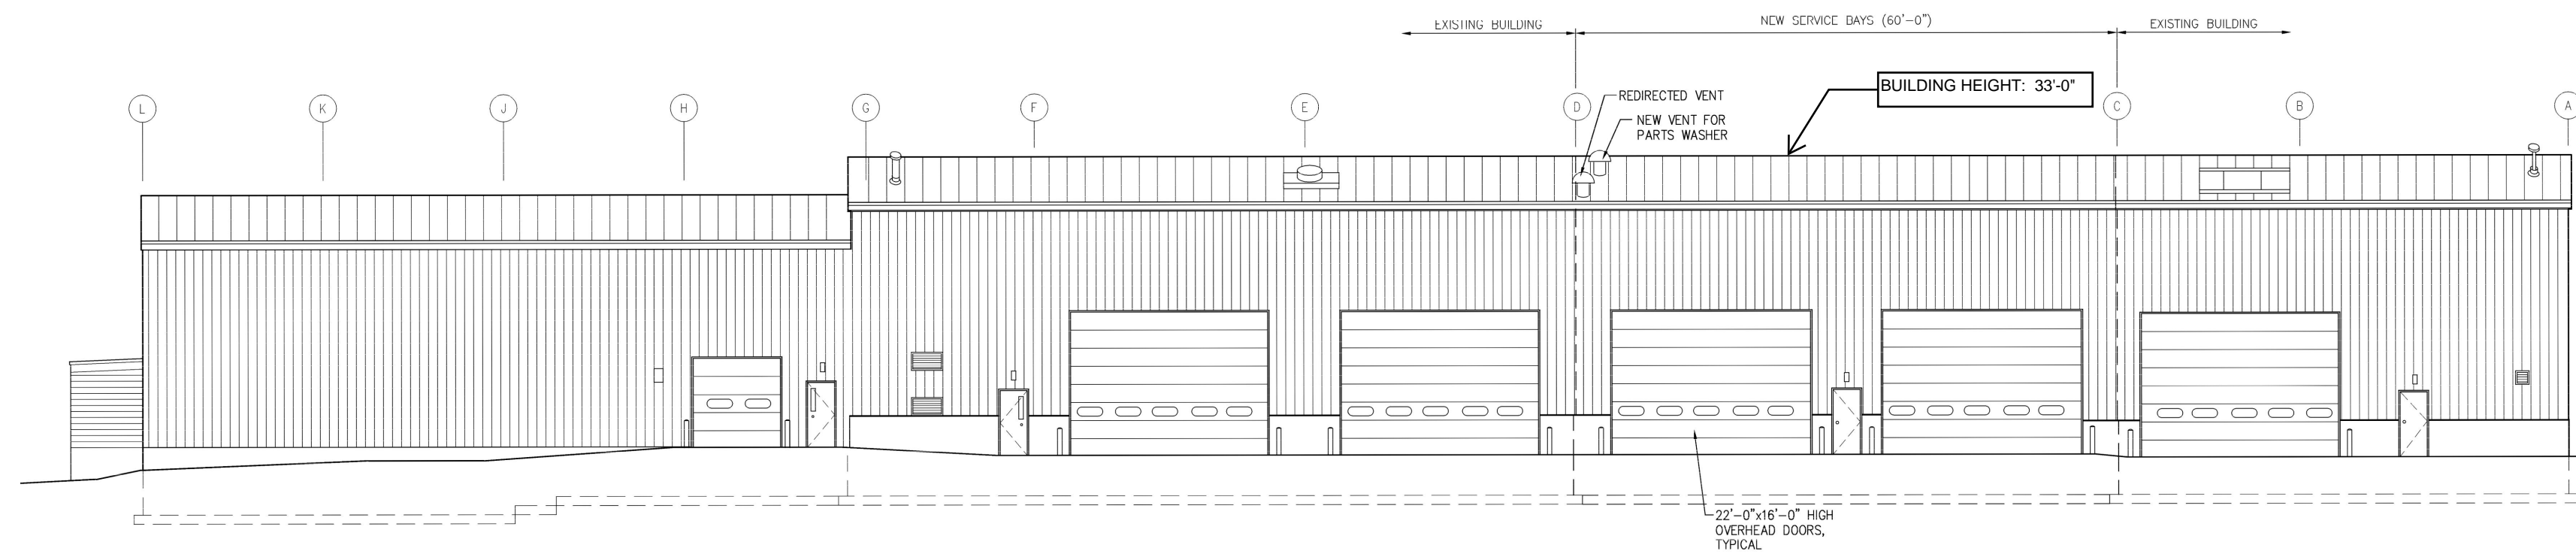 EXISTING BUILDING
NEW SERVICE BAYS (60'-0")
EXISTING BUILDING
BUILDING HEIGHT: 33'-0"
REDIRECTED VENT
NEW VENT FOR
PARTS WASHER
L
K
J
H
G
F
E
D
C
B
A
22'-0"x16'-0" HIGH
OVERHEAD DOORS,
TYPICAL